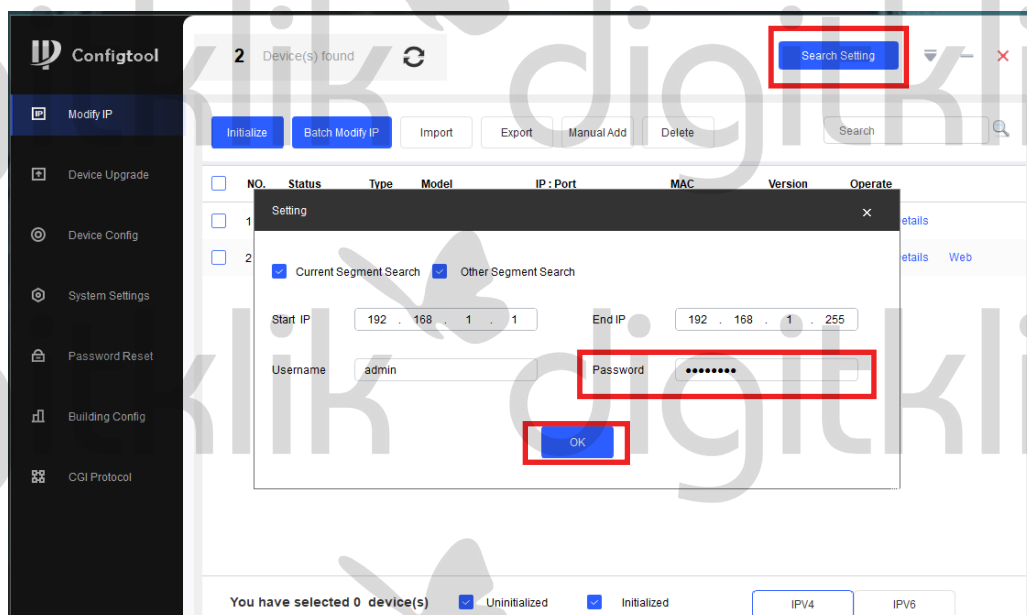 Configtool
2 Device(s) found
Search Setting
Modify IP
Device Upgrade
Device Config
System Settings
Password Reset
Building Config
CGI Protocol
Initialize Batch Modify IP Import Export Manual Add Delete Search
NO. Status Type Model IP : Port MAC Version Operate
1 etails
2 etails Web
Setting
Current Segment Search Other Segment Search
Start IP 192 . 168 . 1 . 1 End IP 192 . 168 . 1 . 255
Username admin Password ••••••••
OK
You have selected 0 device(s) Uninitialized Initialized IPV4 IPV6
digitklik